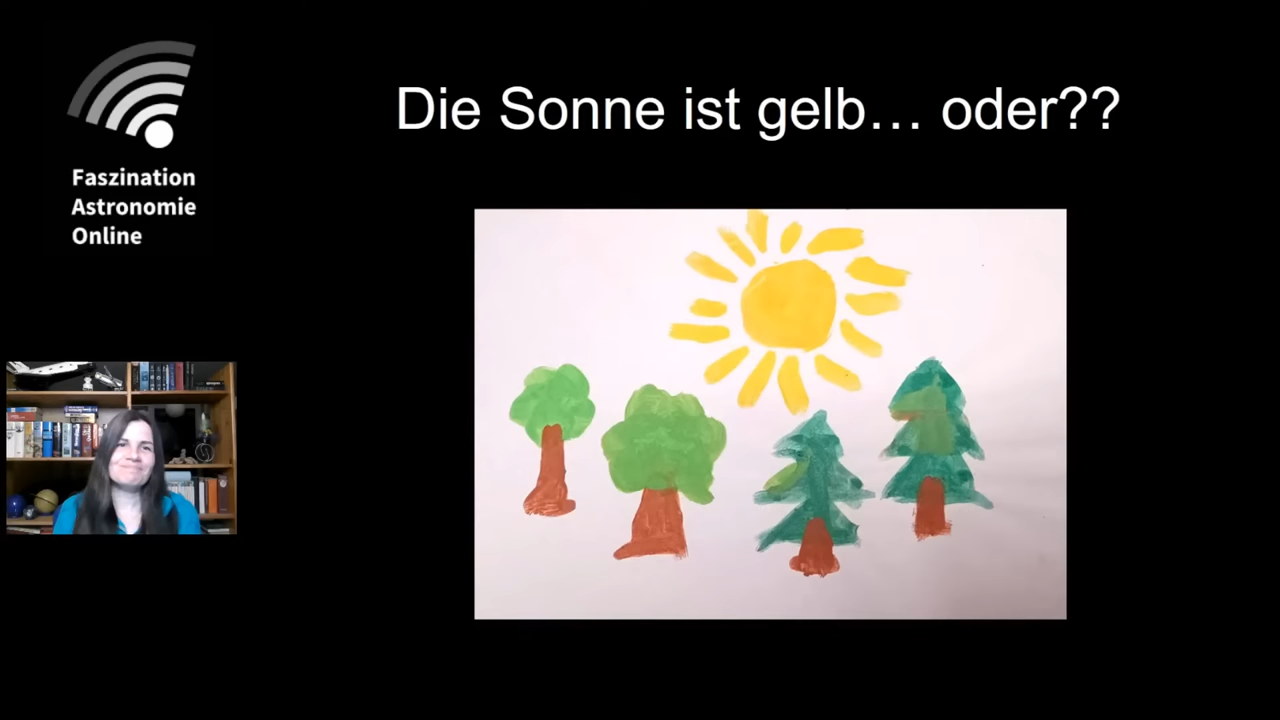 Die Sonne ist gelb… oder??
Faszination
Astronomie
Online